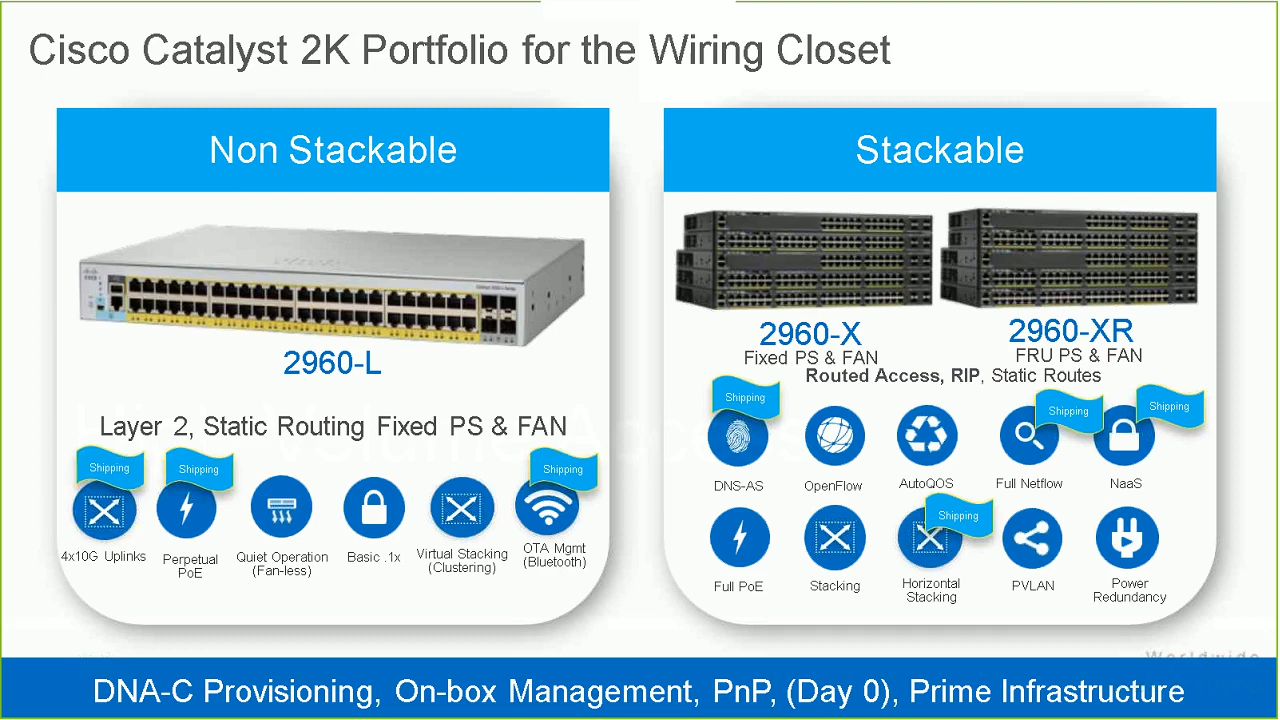 Cisco Catalyst 2K Portfolio for the Wiring Closet
Non Stackable
2960-L
Layer 2, Static Routing Fixed PS & FAN
Shipping
Shipping
Shipping
4x10G Uplinks
Perpetual
PoE
Quiet Operation
(Fan-less)
Basic .1x
Virtual Stacking
(Clustering)
OTA Mgmt
(Bluetooth)
Stackable
2960-X
Fixed PS & FAN
2960-XR
FRU PS & FAN
Routed Access, RIP, Static Routes
Shipping
Shipping
Shipping
DNS-AS
OpenFlow
AutoQOS
Full Netflow
NaaS
Shipping
Full PoE
Stacking
Horizontal
Stacking
PVLAN
Power
Redundancy
DNA-C Provisioning, On-box Management, PnP, (Day 0), Prime Infrastructure